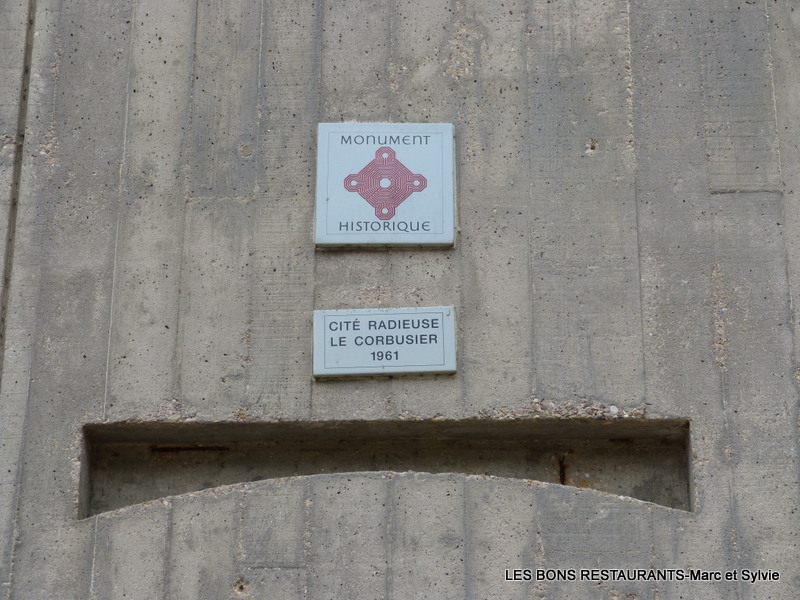 MONUMENT
HISTORIQUE
CITÉ RADIEUSE
LE CORBUSIER
1961
LES BONS RESTAURANTS-Marc et Sylvie